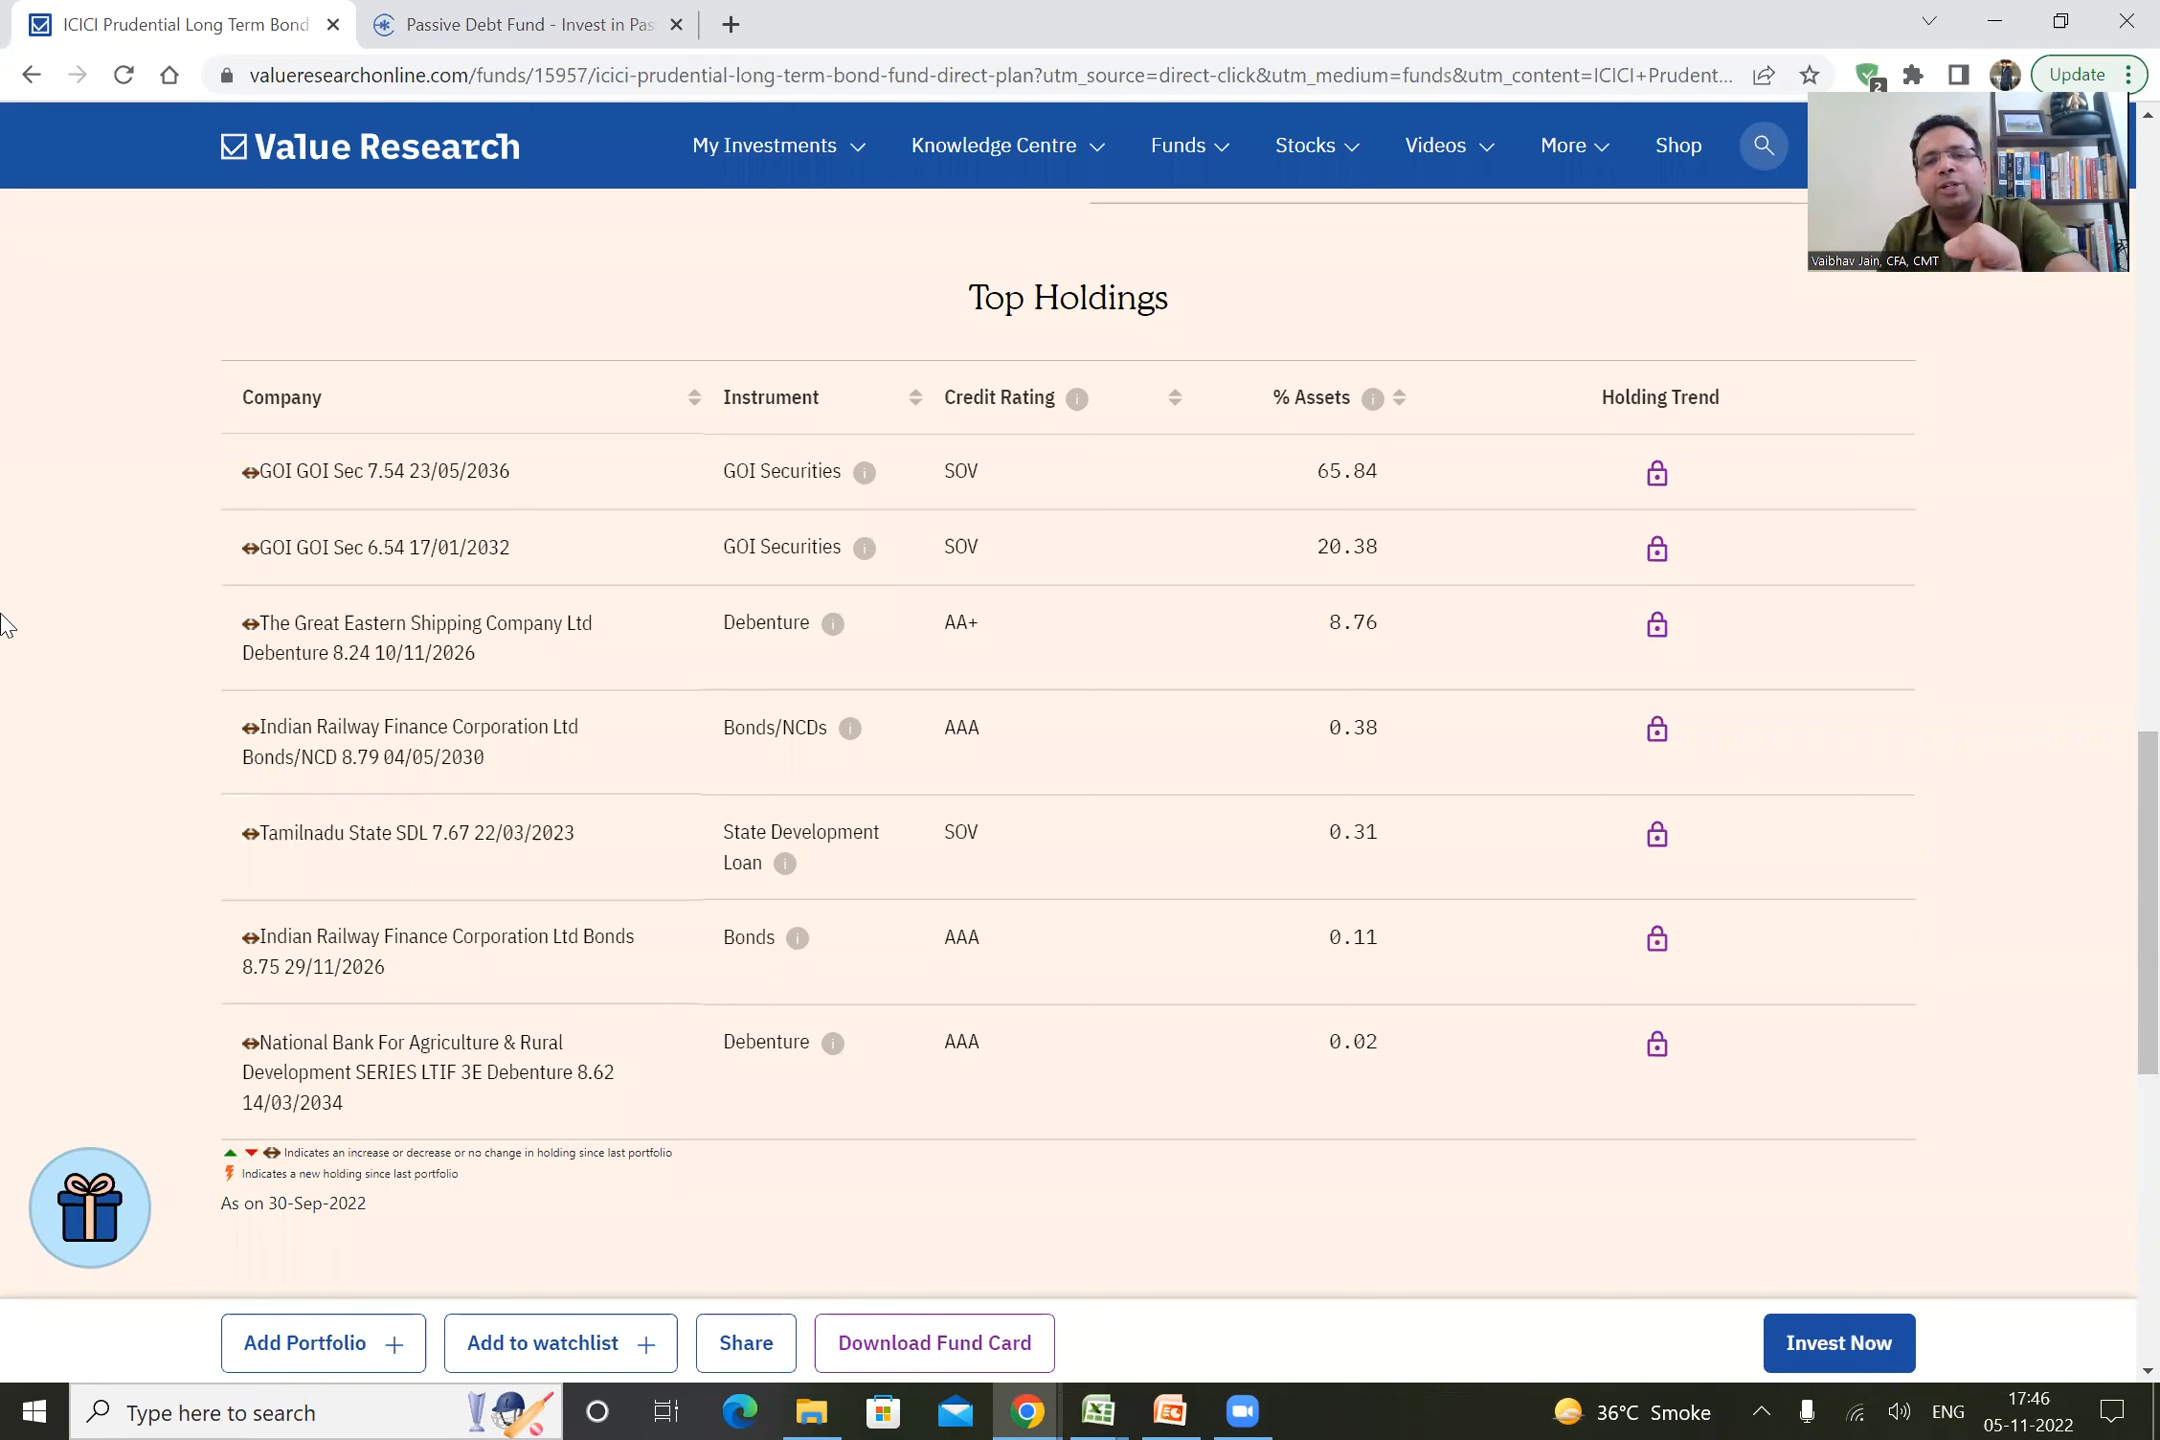 ICICI Prudential Long Term Bond
Passive Debt Fund - Invest in Pas
valueresearchonline.com/funds/15957/icici-prudential-long-term-bond-fund-direct-plan?utm_source=direct-click&utm_medium=funds&utm_content=ICICI+Prudent...
2
Update
Value Research
My Investments
Knowledge Centre
Funds
Stocks
Videos
More
Shop
Vaibhav Jain, CFA, CMT
Top Holdings
Company Instrument Credit Rating % Assets Holding Trend
GOI GOI Sec 7.54 23/05/2036 GOI Securities SOV 65.84
GOI GOI Sec 6.54 17/01/2032 GOI Securities SOV 20.38
The Great Eastern Shipping Company Ltd Debenture AA+ 8.76
Debenture 8.24 10/11/2026
Indian Railway Finance Corporation Ltd Bonds/NCDs AAA 0.38
Bonds/NCD 8.79 04/05/2030
Tamilnadu State SDL 7.67 22/03/2023 State Development SOV 0.31
Loan
Indian Railway Finance Corporation Ltd Bonds Bonds AAA 0.11
8.75 29/11/2026
National Bank For Agriculture & Rural Debenture AAA 0.02
Development SERIES LTIF 3E Debenture 8.62
14/03/2034
Indicates an increase or decrease or no change in holding since last portfolio
Indicates a new holding since last portfolio
As on 30-Sep-2022
Add Portfolio +
Add to watchlist +
Share
Download Fund Card
Invest Now
Type here to search
36°C Smoke
ENG
17:46
05-11-2022